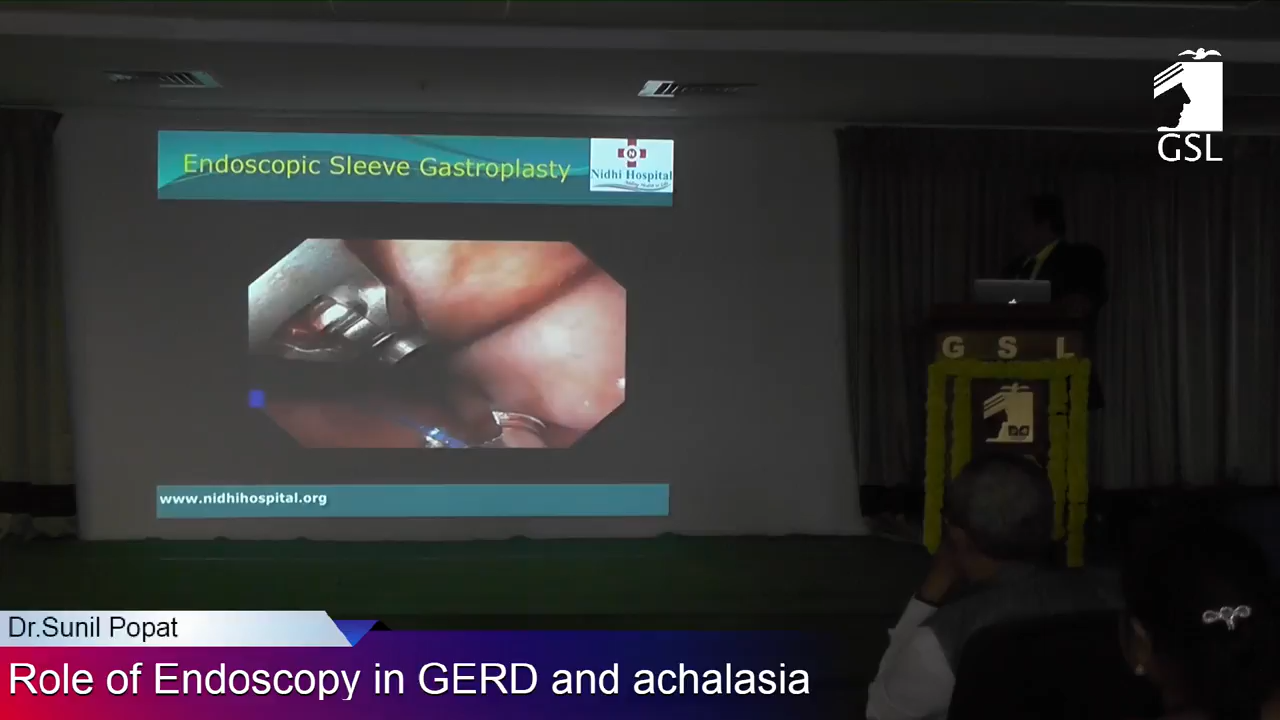 GSL
Endoscopic Sleeve Gastroplasty
N
Nidhi Hospital
G S L
www.nidhihospital.org
Dr.Sunil Popat
Role of Endoscopy in GERD and achalasia